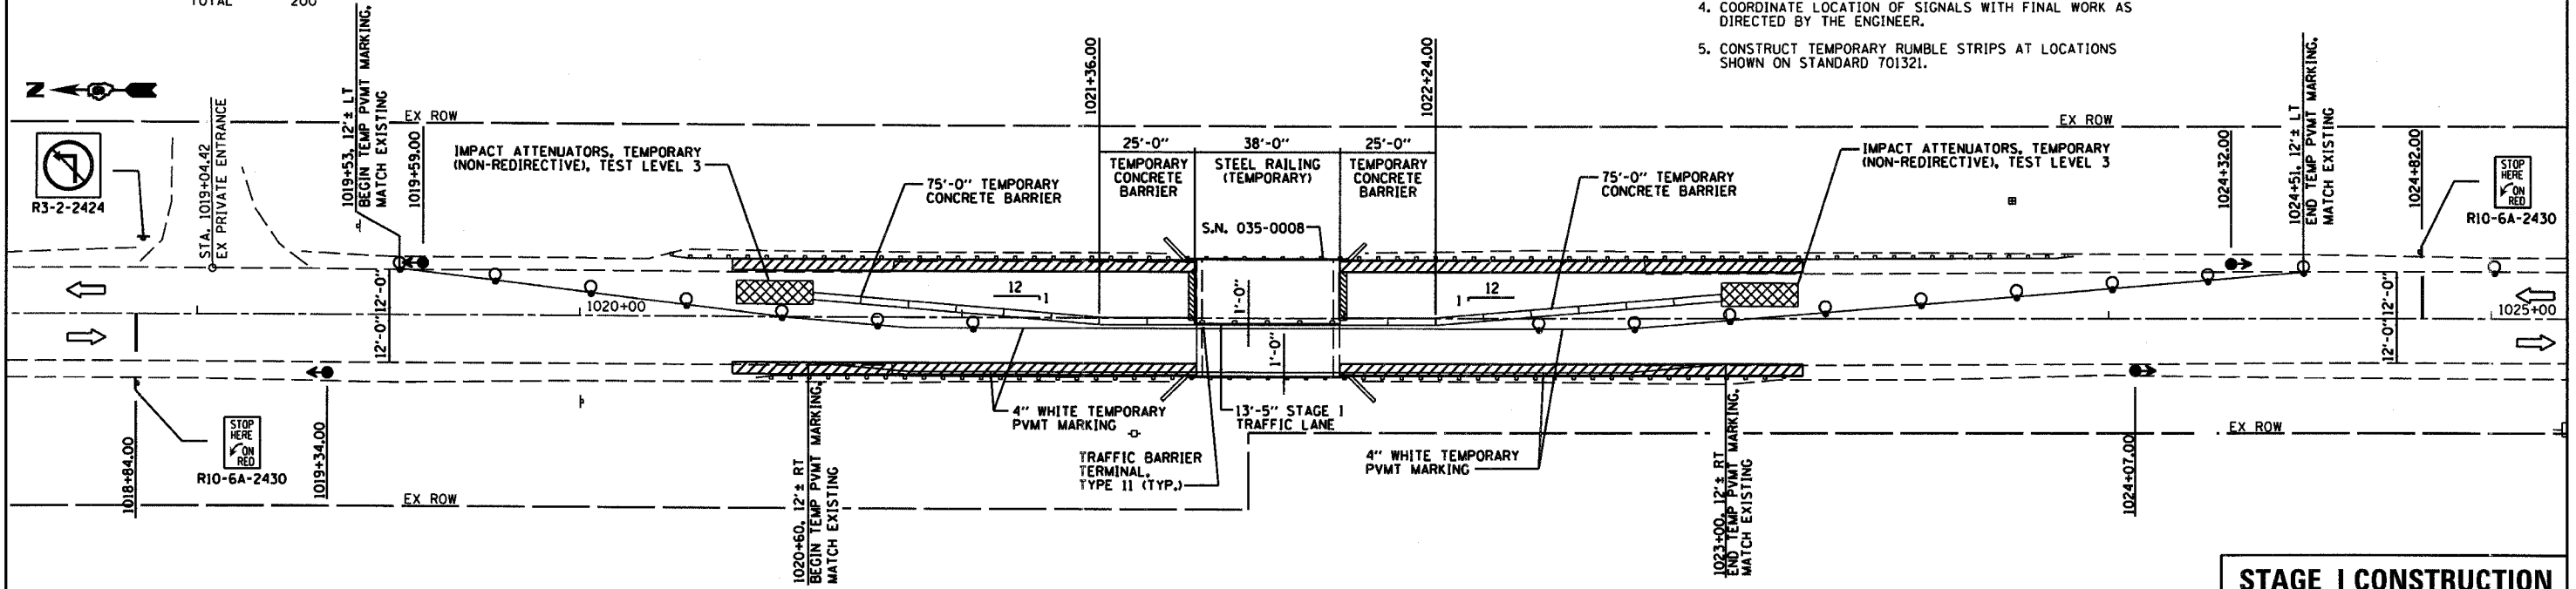 TOTAL 200
4. COORDINATE LOCATION OF SIGNALS WITH FINAL WORK AS
DIRECTED BY THE ENGINEER.
5. CONSTRUCT TEMPORARY RUMBLE STRIPS AT LOCATIONS
SHOWN ON STANDARD 701321.
N
R3-2-2424
STA. 1019+04.42
EX PRIVATE ENTRANCE
1019+53, 12'± LT
BEGIN TEMP PVMT MARKING,
MATCH EXISTING
1019+59.00
EX ROW
IMPACT ATTENUATORS, TEMPORARY
(NON-REDIRECTIVE), TEST LEVEL 3
75'-0" TEMPORARY
CONCRETE BARRIER
1021+36.00
25'-0"
TEMPORARY
CONCRETE
BARRIER
38'-0"
STEEL RAILING
(TEMPORARY)
25'-0"
TEMPORARY
CONCRETE
BARRIER
1022+24.00
S.N. 035-0008
75'-0" TEMPORARY
CONCRETE BARRIER
IMPACT ATTENUATORS, TEMPORARY
(NON-REDIRECTIVE), TEST LEVEL 3
EX ROW
1024+32.00
1024+51, 12'± LT
END TEMP PVMT MARKING,
MATCH EXISTING
1024+82.00
STOP
HERE
ON
RED
R10-6A-2430
12'-0"
12'-0"
1020+00
12
1
1'-0"
1'-0"
12
1
12'-0"
12'-0"
1025+00
1018+84.00
STOP
HERE
ON
RED
R10-6A-2430
1019+34.00
EX ROW
1020+60, 12'± RT
BEGIN TEMP PVMT MARKING,
MATCH EXISTING
4" WHITE TEMPORARY
PVMT MARKING
TRAFFIC BARRIER
TERMINAL,
TYPE 11 (TYP.)
13'-5" STAGE I
TRAFFIC LANE
4" WHITE TEMPORARY
PVMT MARKING
1023+00, 12'± RT
END TEMP PVMT MARKING,
MATCH EXISTING
1024+07.00
EX ROW
STAGE I CONSTRUCTION